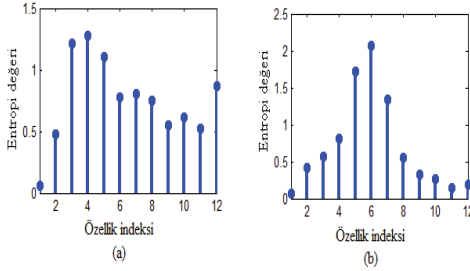 1.5
1
0.5
0
Entropi değeri
2 4 6 8 10 12
Özellik indeksi
(a)
2.5
2
1.5
1
0.5
0
Entropi değeri
2 4 6 8 10 12
Özellik indeksi
(b)